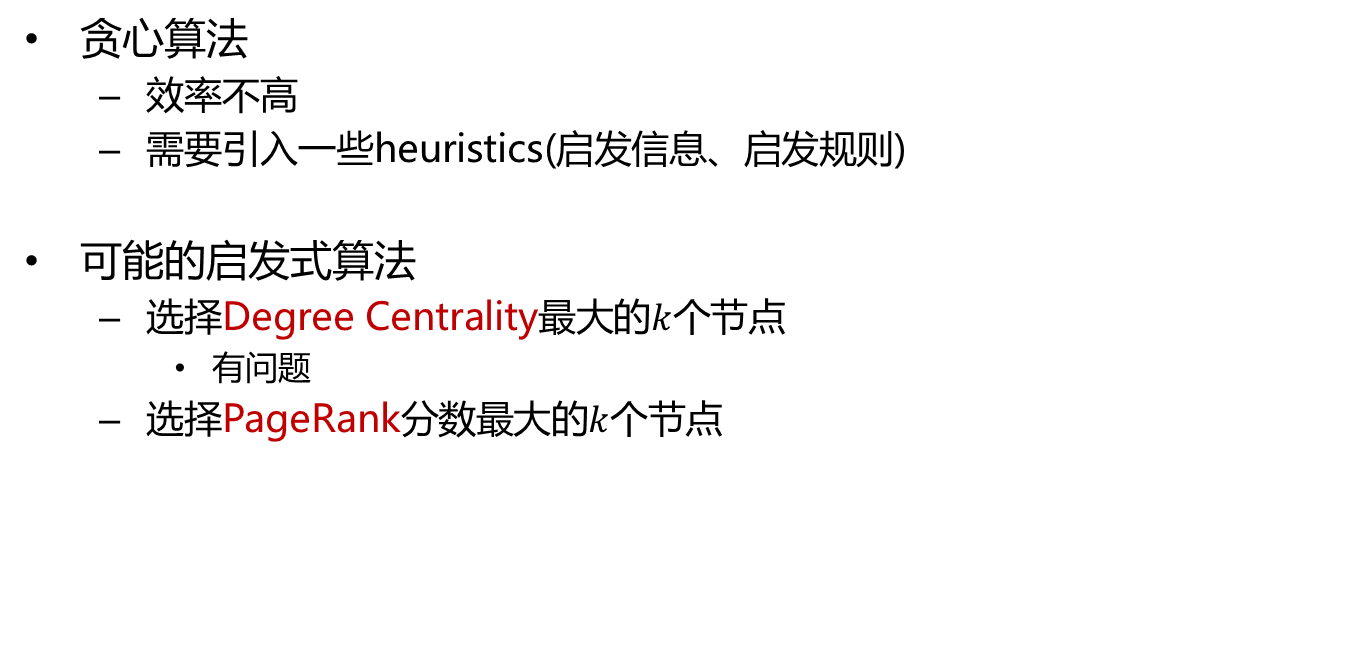 • 贪心算法
– 效率不高
– 需要引入一些heuristics(启发信息、启发规则)
• 可能的启发式算法
– 选择Degree Centrality最大的k个节点
• 有问题
– 选择PageRank分数最大的k个节点